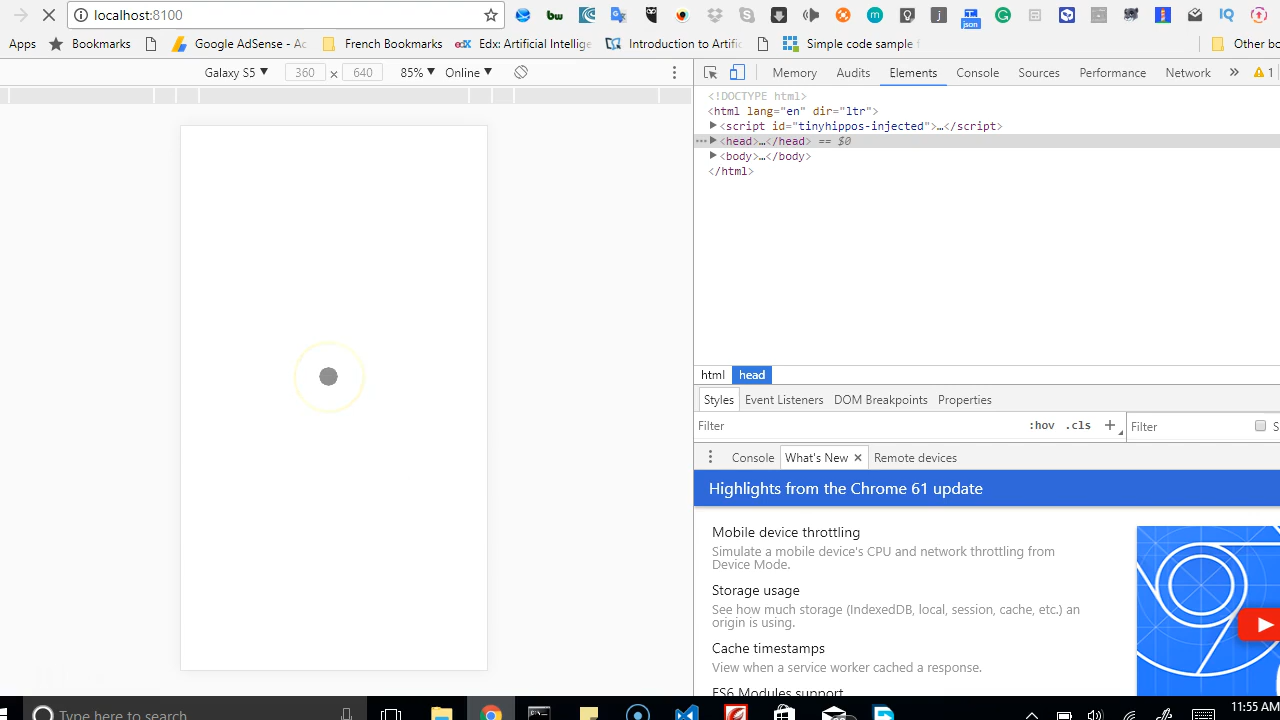 localhost:8100
bw
json
IQ
Apps
Bookmarks
Google AdSense - Ac
French Bookmarks
edX
Edx: Artificial Intellige
Introduction to Artific
Simple code sample f
Other bo
Galaxy S5 ▼
360 x 640
85% ▼
Online ▼
Memory
Audits
Elements
Console
Sources
Performance
Network
»
1
<!DOCTYPE html>
<html lang="en" dir="ltr">
<script id="tinyhippos-injected">…</script>
<head>…</head> == $0
<body>…</body>
</html>
html head
Styles
Event Listeners
DOM Breakpoints
Properties
Filter
:hov .cls +
Filter
S
Console
What's New ×
Remote devices
Highlights from the Chrome 61 update
Mobile device throttling
Simulate a mobile device's CPU and network throttling from
Device Mode.
Storage usage
See how much storage (IndexedDB, local, session, cache, etc.) an
origin is using.
Cache timestamps
View when a service worker cached a response.
ES6 Modules support
Type here to search
11:55 AM